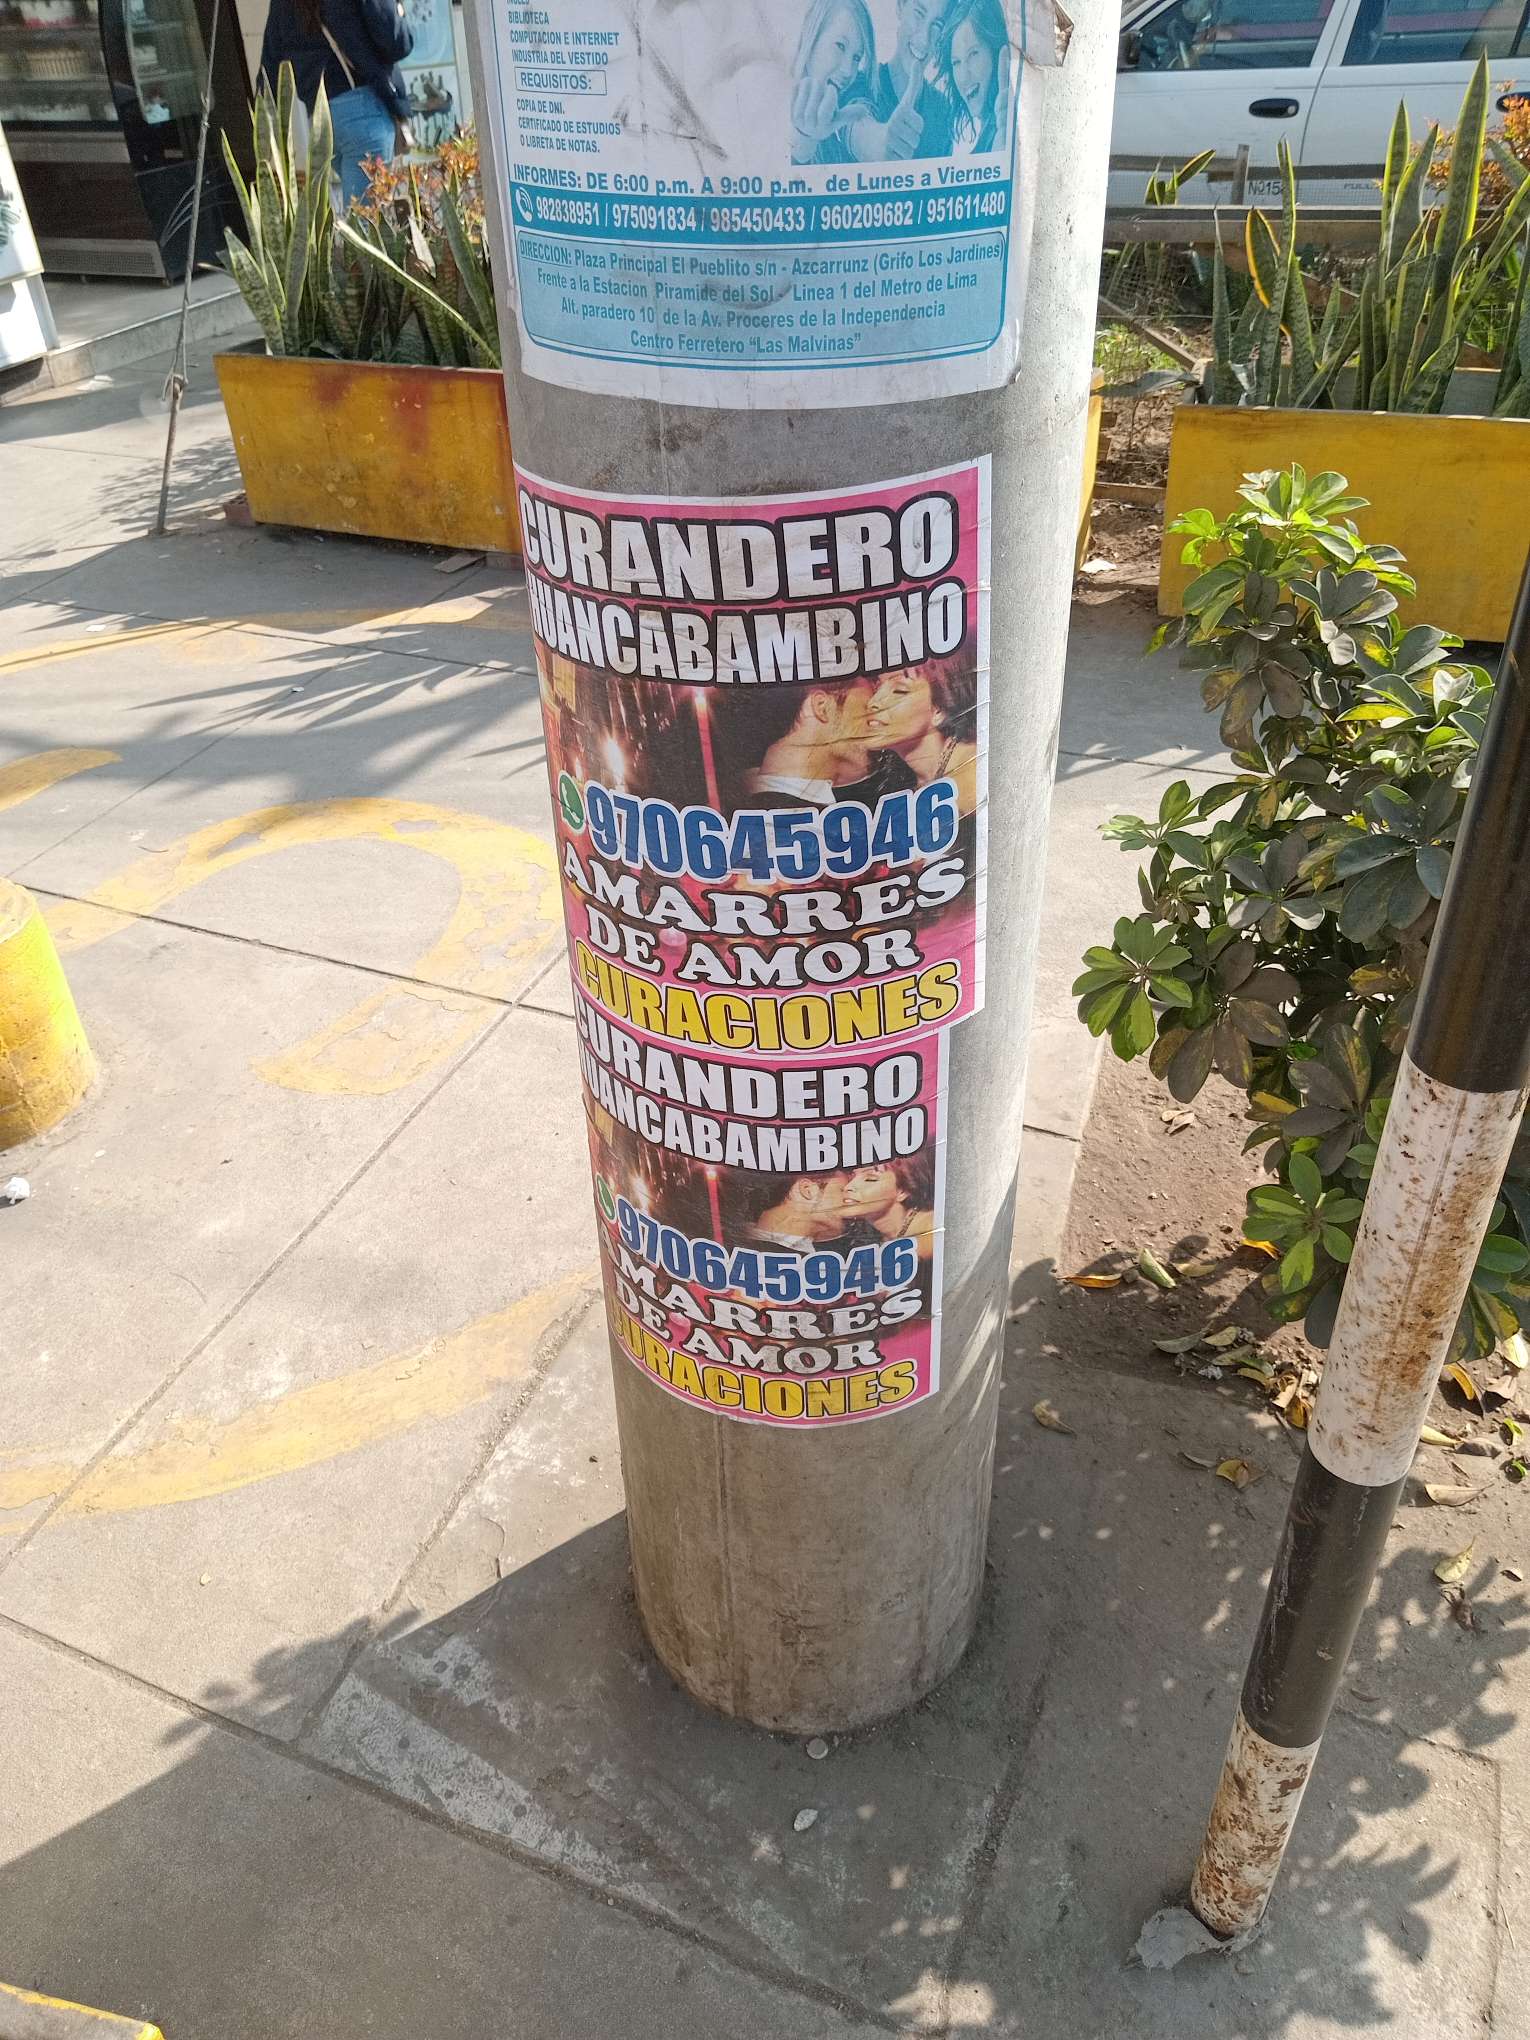 BIBLIOTECA
COMPUTACION E INTERNET
INDUSTRIA DEL VESTIDO
REQUISITOS:
COPIA DE DNI.
CERTIFICADO DE ESTUDIOS
O LIBRETA DE NOTAS.
INFORMES: DE 6:00 p.m. A 9:00 p.m. de Lunes a Viernes
982838951 / 975091834 / 985450433 / 960209682 / 951611480
DIRECCION: Plaza Principal El Pueblito s/n - Azcarrunz (Grifo Los Jardines)
Frente a la Estacion Piramide del Sol - Linea 1 del Metro de Lima
Alt. paradero 10 de la Av. Proceres de la Independencia
Centro Ferretero "Las Malvinas"
CURANDERO
HUANCABAMBINO
970645946
AMARRES
DE AMOR
CURACIONES
CURANDERO
HUANCABAMBINO
970645946
AMARRES
DE AMOR
CURACIONES